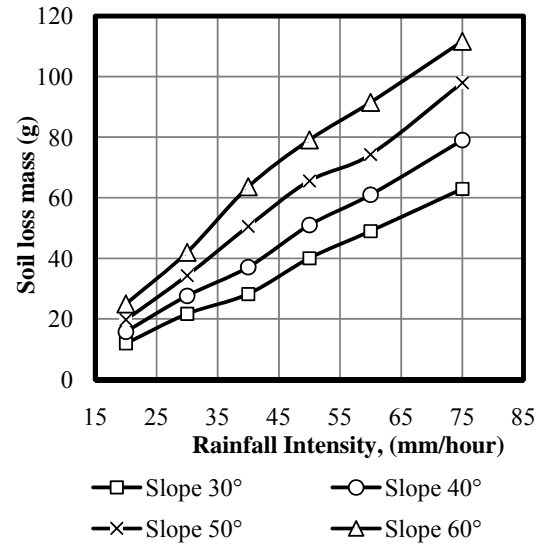 120
100
80
60
40
20
0
Soil loss mass (g)
15 25 35 45 55 65 75 85
Rainfall Intensity, (mm/hour)
Slope 30° Slope 40°
Slope 50° Slope 60°